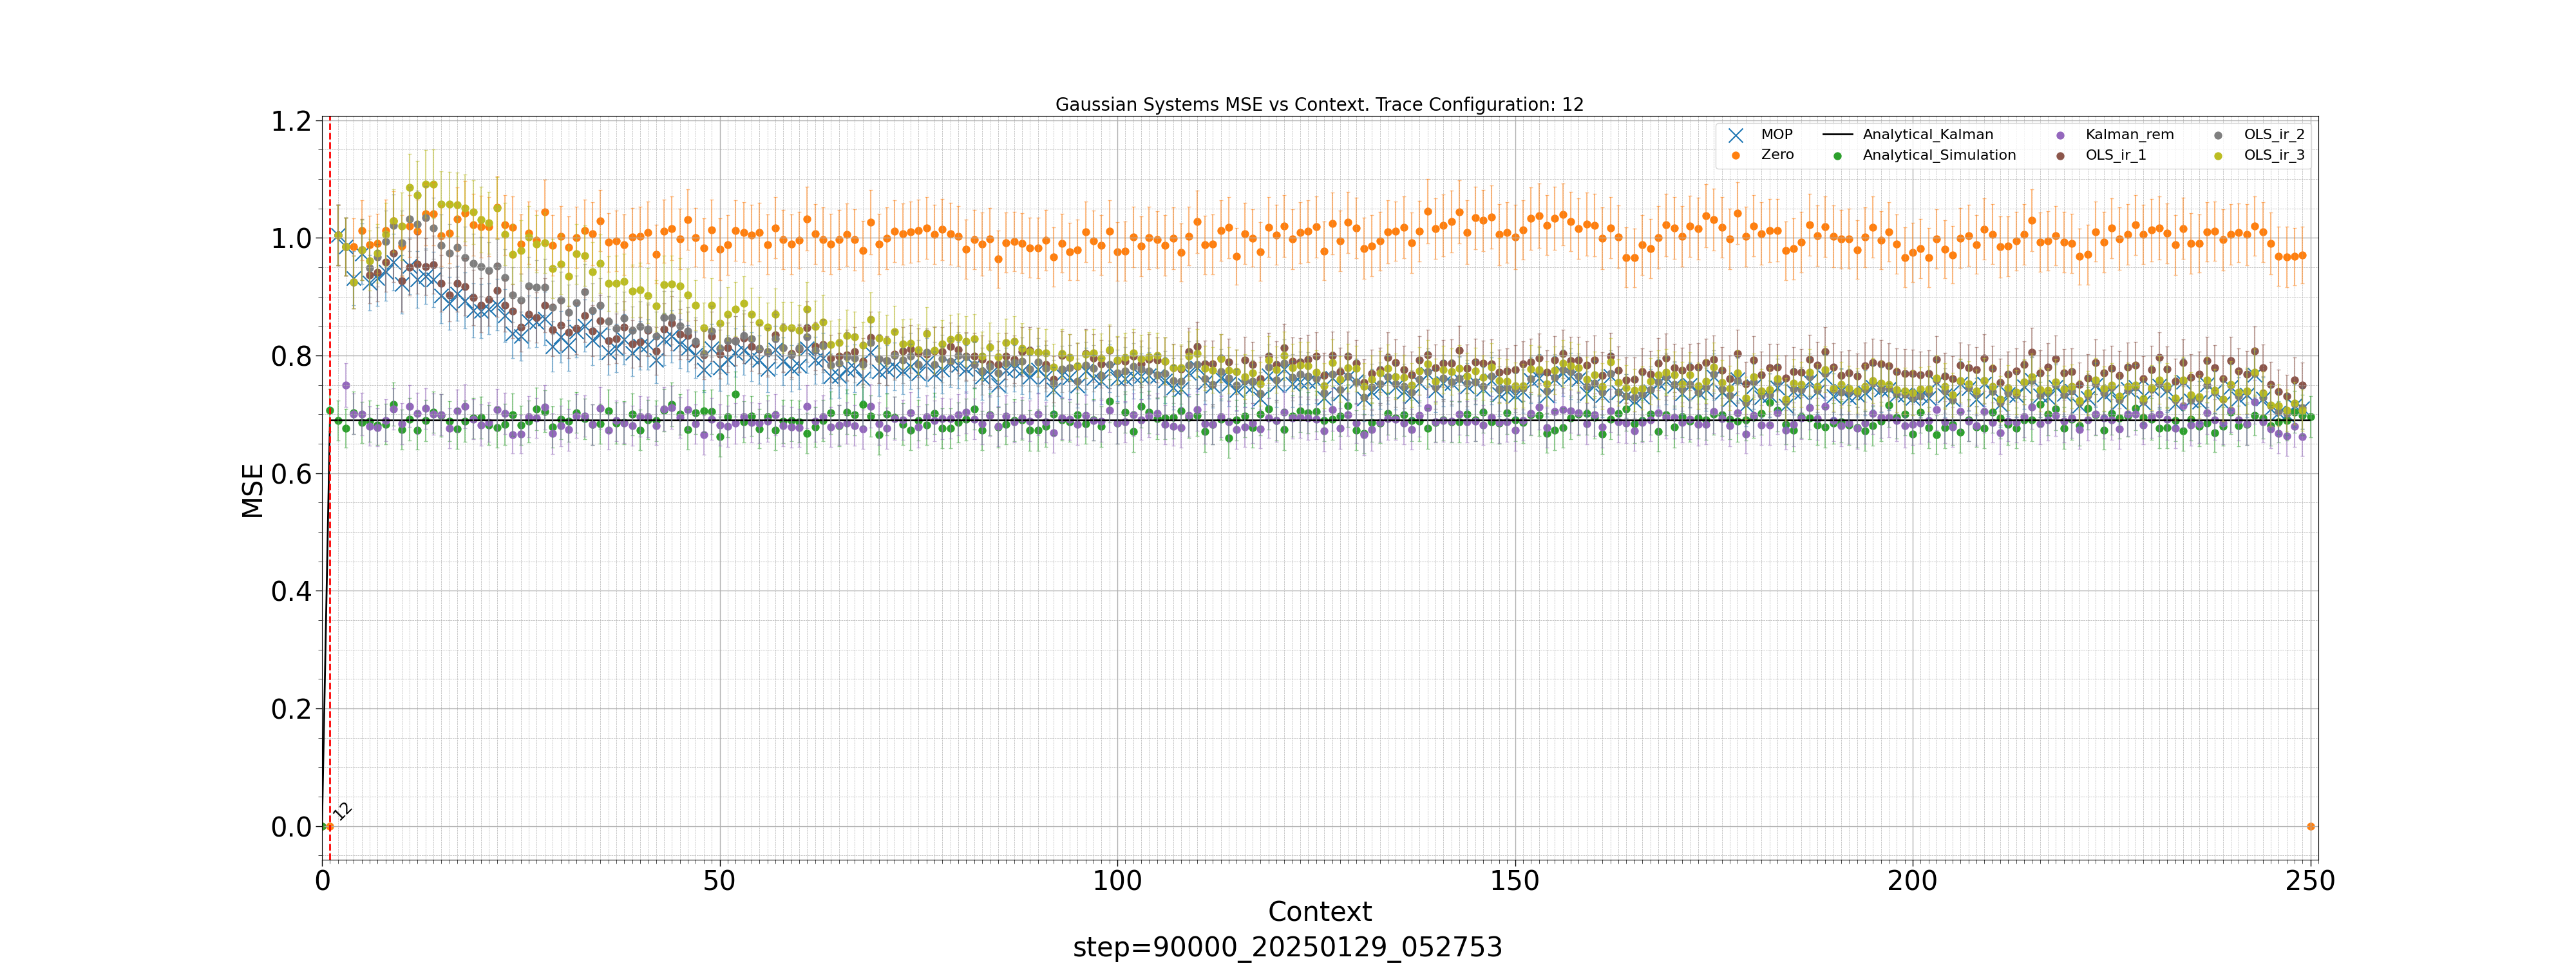 Gaussian Systems MSE vs Context. Trace Configuration: 12
MOP Analytical_Kalman Kalman_rem OLS_ir_2
Zero Analytical_Simulation OLS_ir_1 OLS_ir_3
1.2
1.0
0.8
0.6
0.4
0.2
0.0
MSE
12
0 50 100 150 200 250
Context
step=90000_20250129_052753